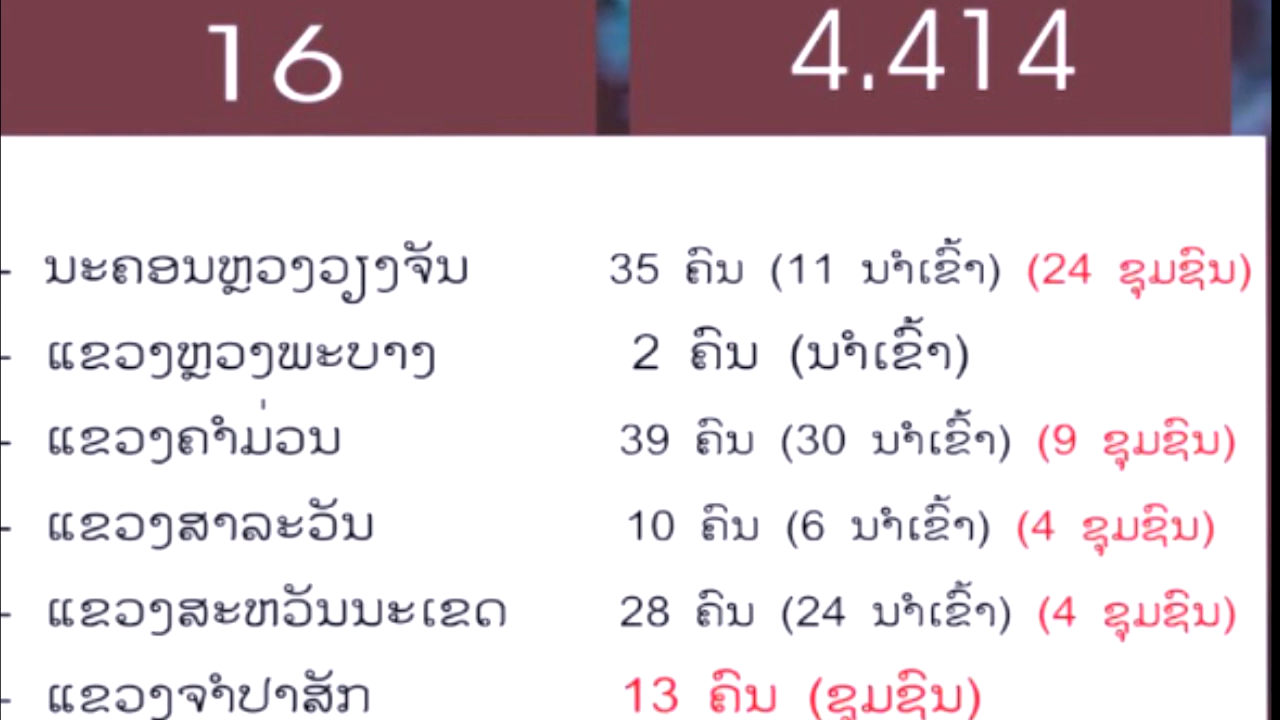 16 4.414
- ນະຄອນຫຼວງວຽງຈັນ 35 ຄົນ (11 ນຳເຂົ້າ) (24 ຊຸມຊົນ)
- ແຂວງຫຼວງພະບາງ 2 ຄົນ (ນຳເຂົ້າ)
- ແຂວງຄຳມ່ວນ 39 ຄົນ (30 ນຳເຂົ້າ) (9 ຊຸມຊົນ)
- ແຂວງສາລະວັນ 10 ຄົນ (6 ນຳເຂົ້າ) (4 ຊຸມຊົນ)
- ແຂວງສະຫວັນນະເຂດ 28 ຄົນ (24 ນຳເຂົ້າ) (4 ຊຸມຊົນ)
- ແຂວງຈຳປາສັກ 13 ຄົນ (ຊຸມຊົນ)